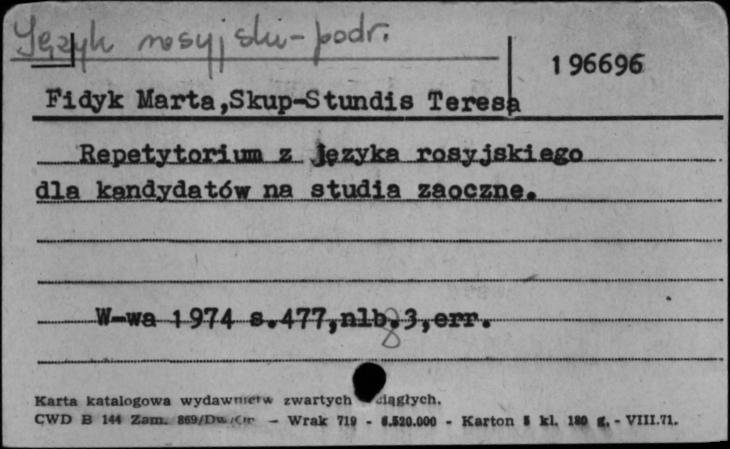 Język rosyjski-podr.
196696
Fidyk Marta,Skup-Stundis Teresa
Repetytorium z języka rosyjskiego
dla kandydatów na studia zaoczne.
W-wa 1974 s.477,nlb.3,err.
Karta katalogowa wydawnictw zwartych ciągłych.
CWD B 144 Zam. 869/Dw. - Wrak 719 - 6.520.000 - Karton 5 kl. 180 g. - VIII.71.